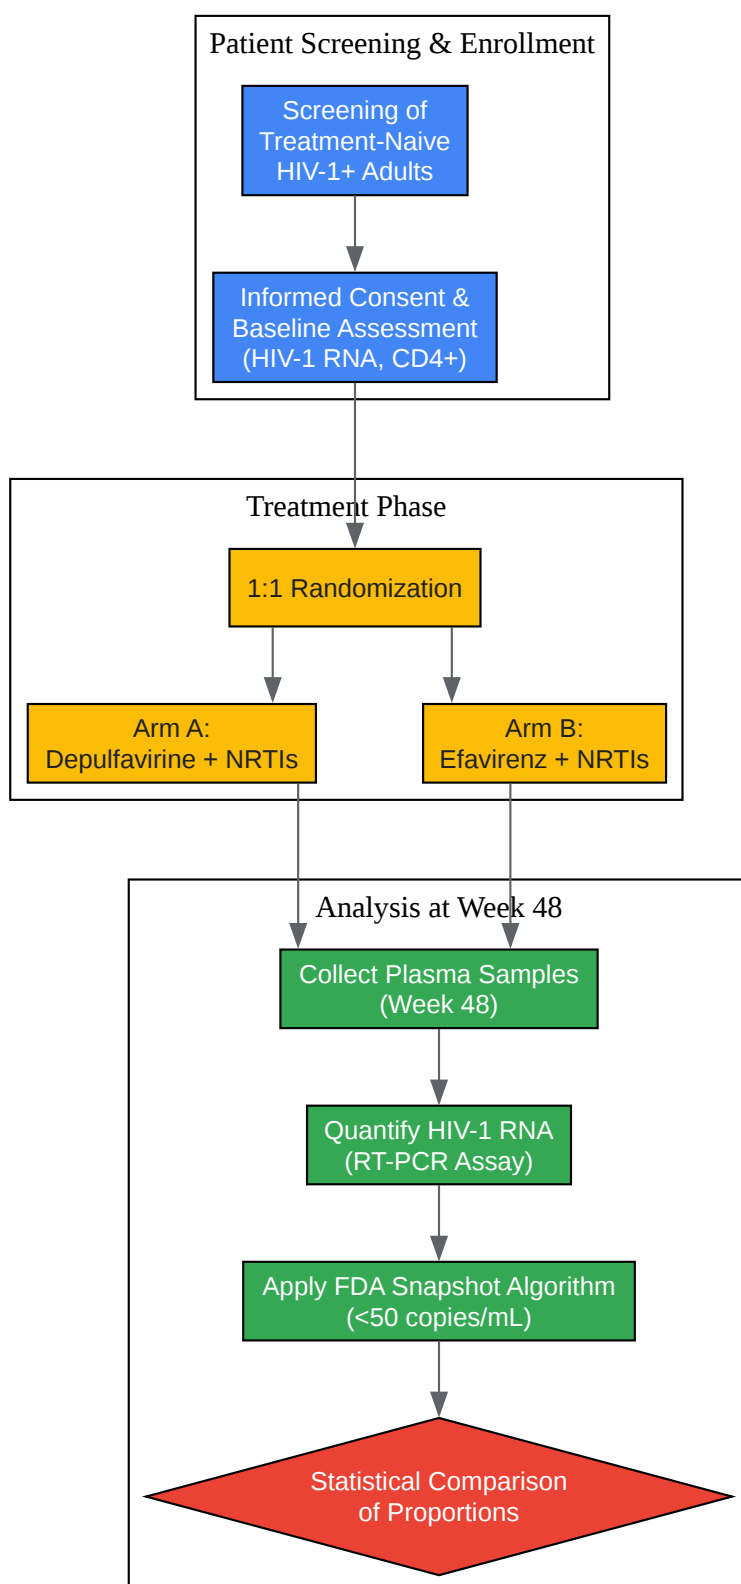 Patient Screening & Enrollment
Screening of
Treatment-Naive
HIV-1+ Adults
Informed Consent &
Baseline Assessment
(HIV-1 RNA, CD4+)
Treatment Phase
1:1 Randomization
Arm A:
Depulfavirine + NRTIs
Arm B:
Efavirenz + NRTIs
Analysis at Week 48
Collect Plasma Samples
(Week 48)
Quantify HIV-1 RNA
(RT-PCR Assay)
Apply FDA Snapshot Algorithm
(<50 copies/mL)
Statistical Comparison
of Proportions